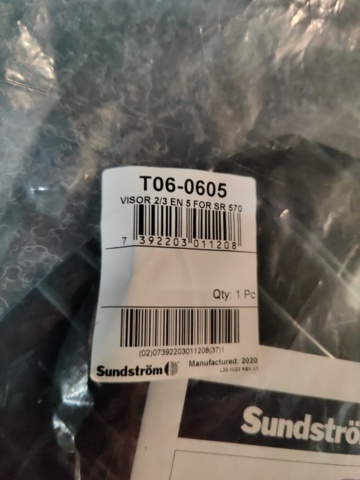 T06-0605
VISOR 2/3 EN 5 FOR SR 570
7 392203 011208
Qty: 1 Pc
(02)07392203011208(37)1
Sundström
Manufactured: 2020
Sundströ